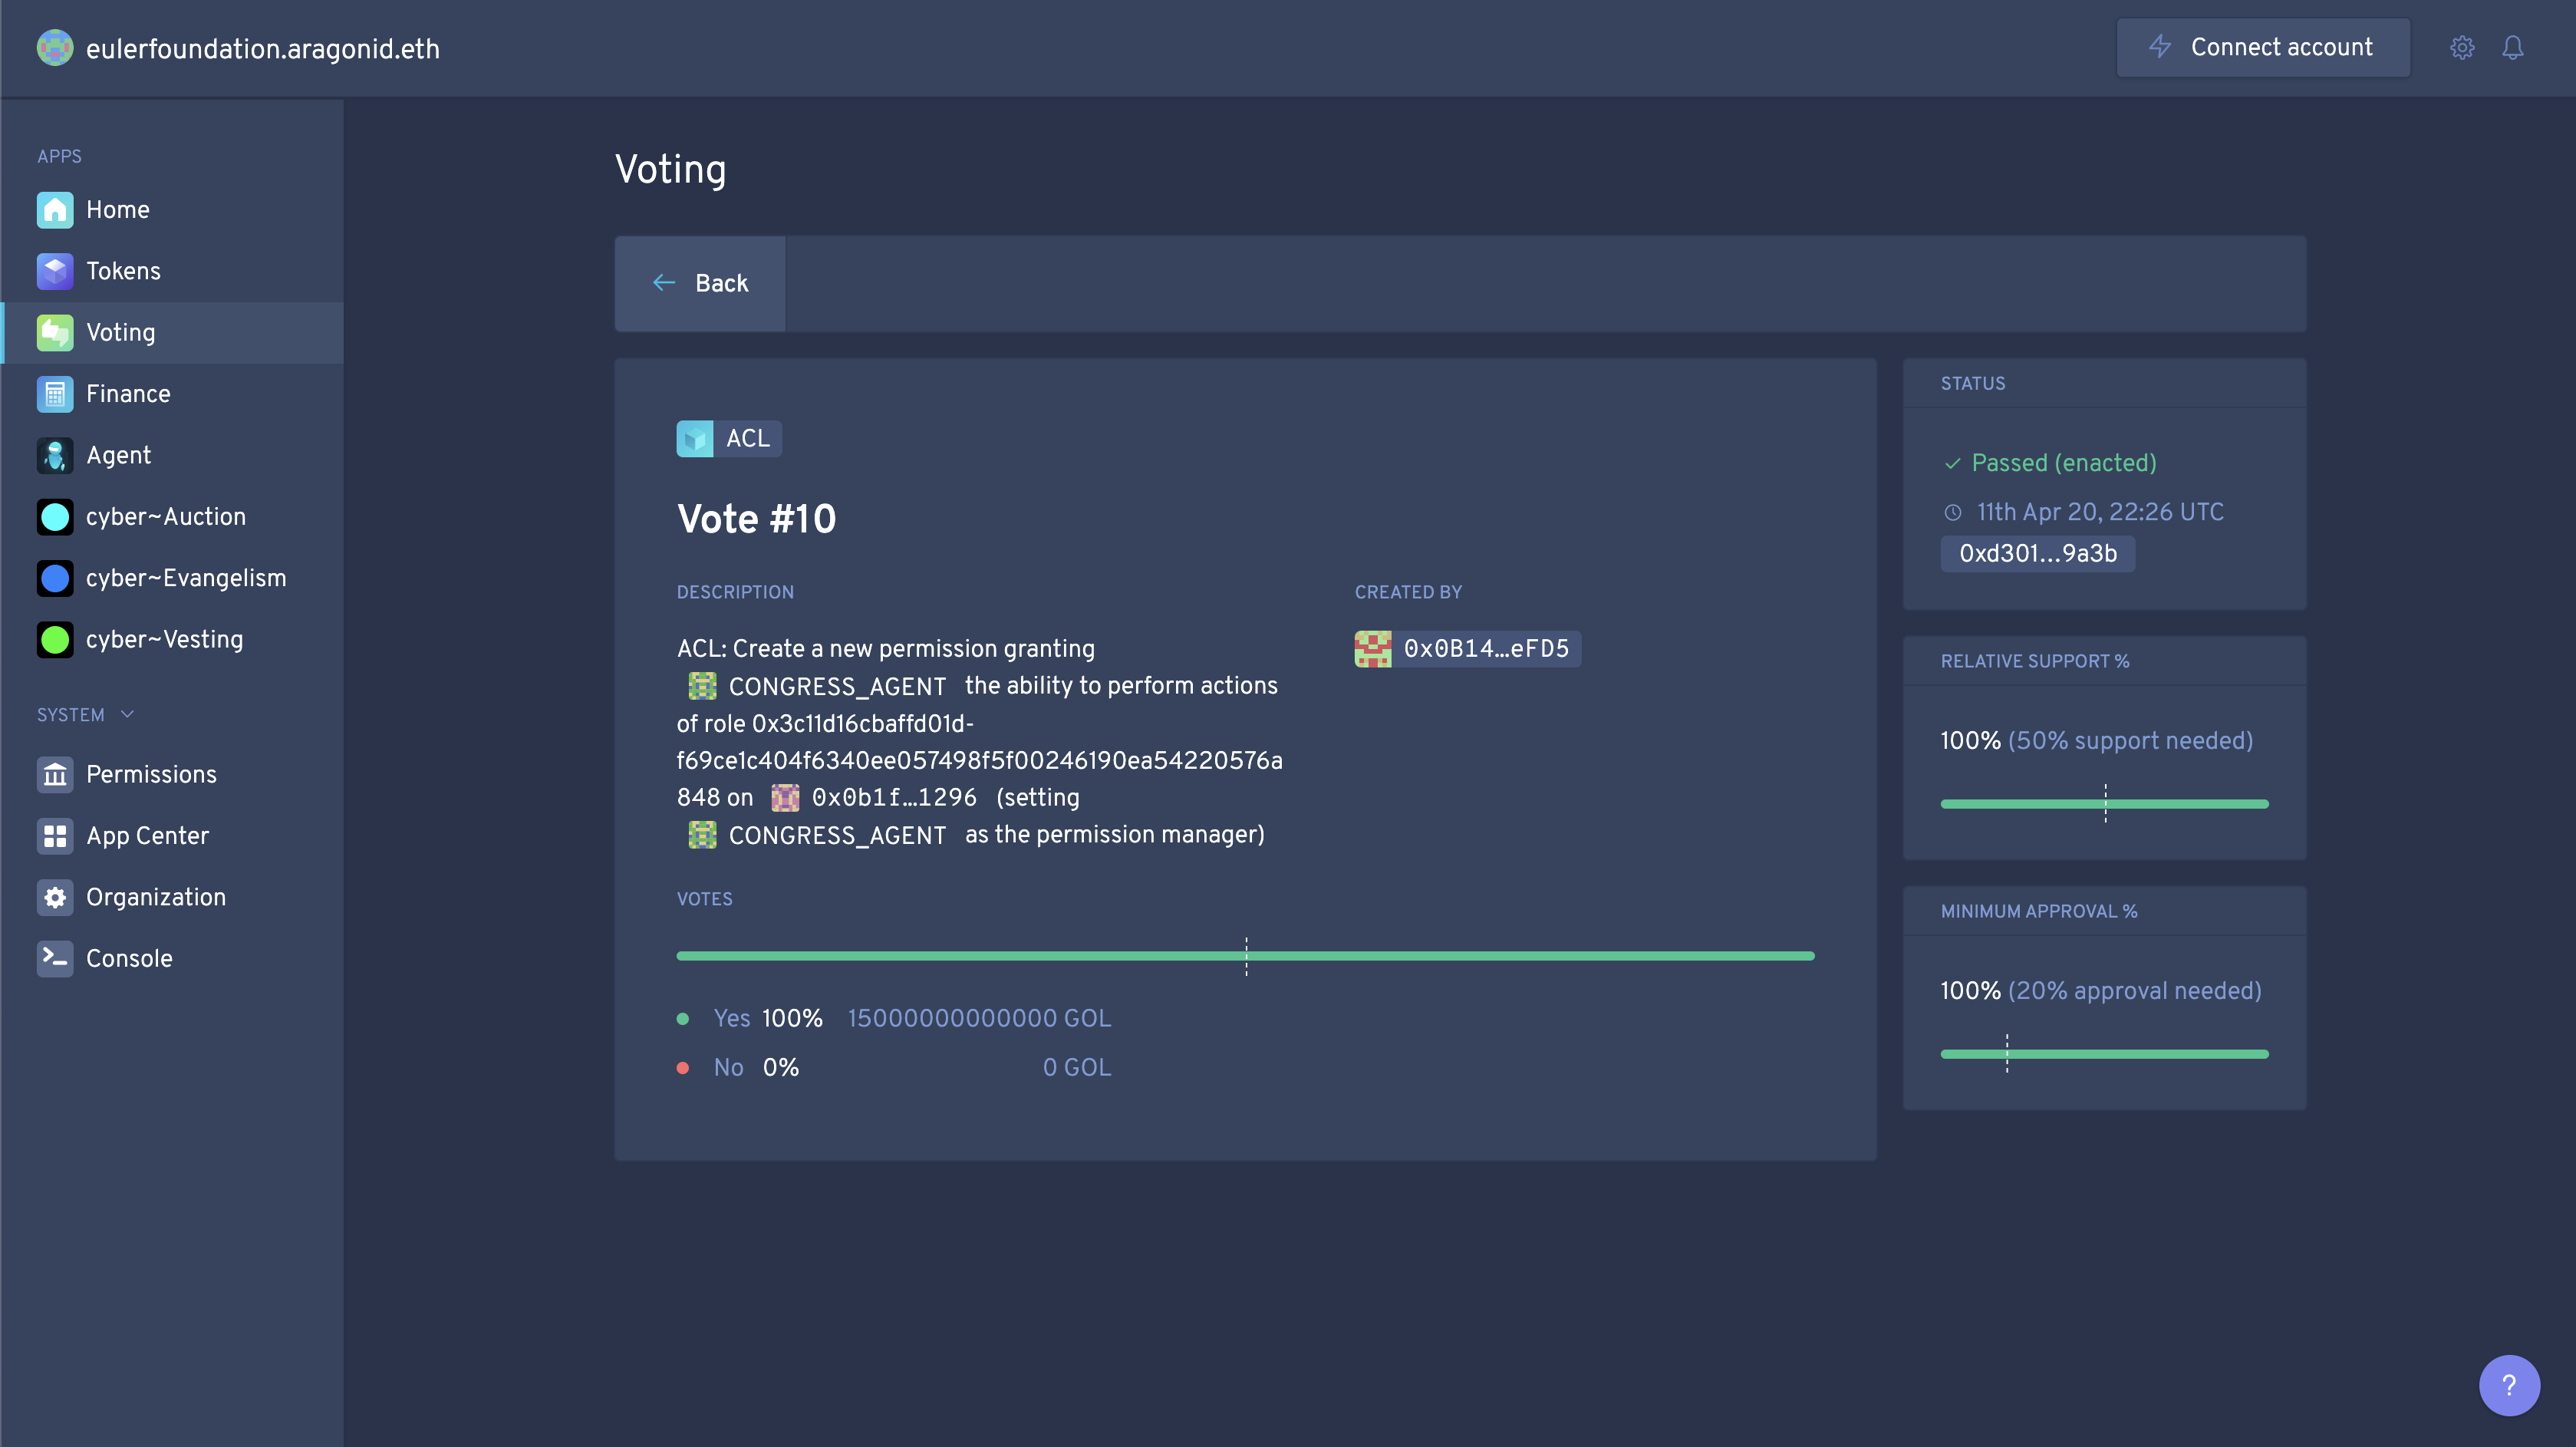 eulerfoundation.aragonid.eth
Connect account
APPS
Home
Tokens
Voting
Finance
Agent
cyber~Auction
cyber~Evangelism
cyber~Vesting
SYSTEM
Permissions
App Center
Organization
Console
Voting
Back
ACL
Vote #10
DESCRIPTION
ACL: Create a new permission granting
CONGRESS_AGENT the ability to perform actions
of role 0x3c11d16cbaffd01d-
f69ce1c404f6340ee057498f5f00246190ea54220576a
848 on 0x0b1f…1296 (setting
CONGRESS_AGENT as the permission manager)
CREATED BY
0x0B14…eFD5
VOTES
Yes 100% 15000000000000 GOL
No 0% 0 GOL
STATUS
Passed (enacted)
11th Apr 20, 22:26 UTC
0xd301…9a3b
RELATIVE SUPPORT %
100% (50% support needed)
MINIMUM APPROVAL %
100% (20% approval needed)
?